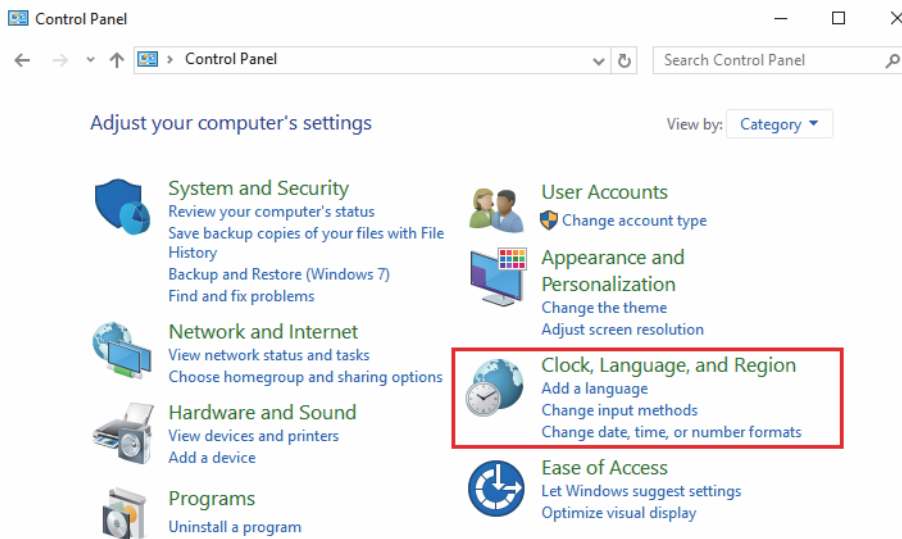 Control Panel
Control Panel
Search Control Panel
Adjust your computer's settings
View by: Category
System and Security
Review your computer's status
Save backup copies of your files with File
History
Backup and Restore (Windows 7)
Find and fix problems
Network and Internet
View network status and tasks
Choose homegroup and sharing options
Hardware and Sound
View devices and printers
Add a device
Programs
Uninstall a program
User Accounts
Change account type
Appearance and
Personalization
Change the theme
Adjust screen resolution
Clock, Language, and Region
Add a language
Change input methods
Change date, time, or number formats
Ease of Access
Let Windows suggest settings
Optimize visual display